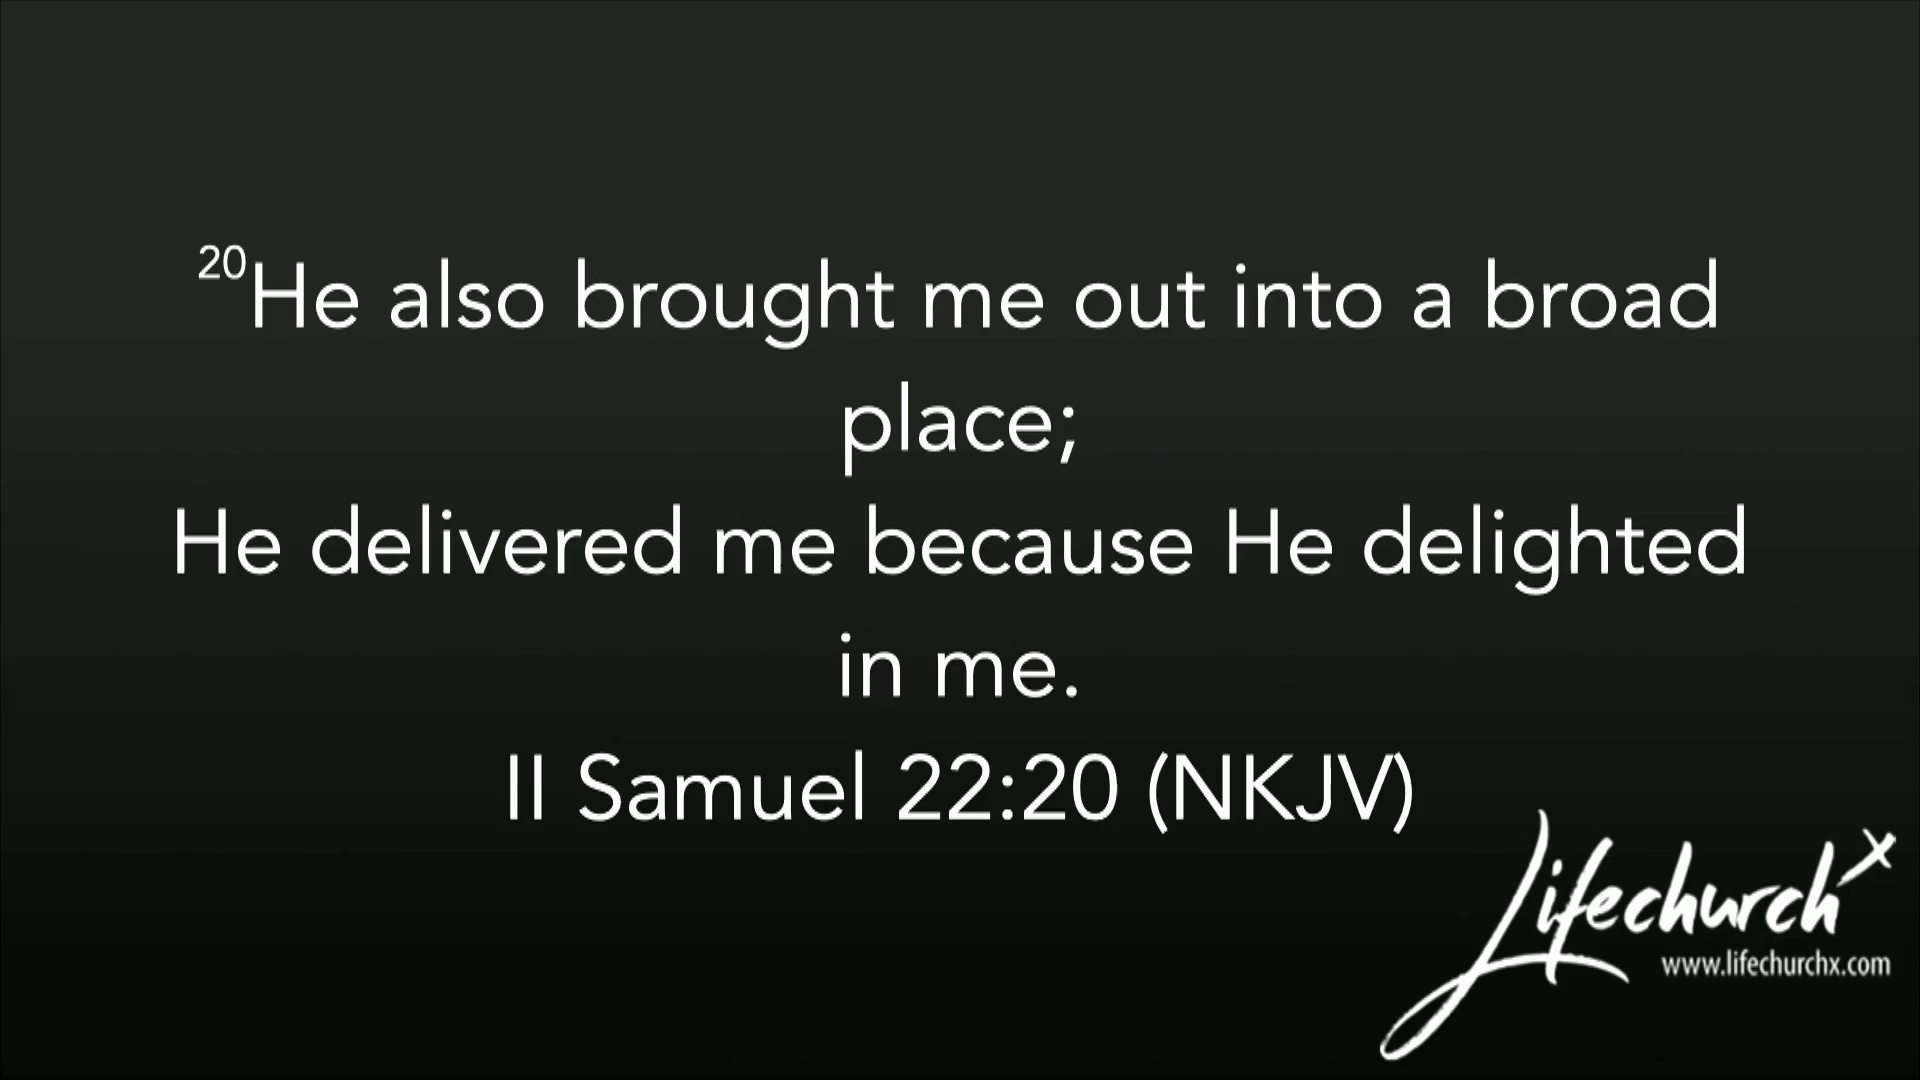 20He also brought me out into a broad
place;
He delivered me because He delighted
in me.
II Samuel 22:20 (NKJV)
Lifechurchx
www.lifechurchx.com